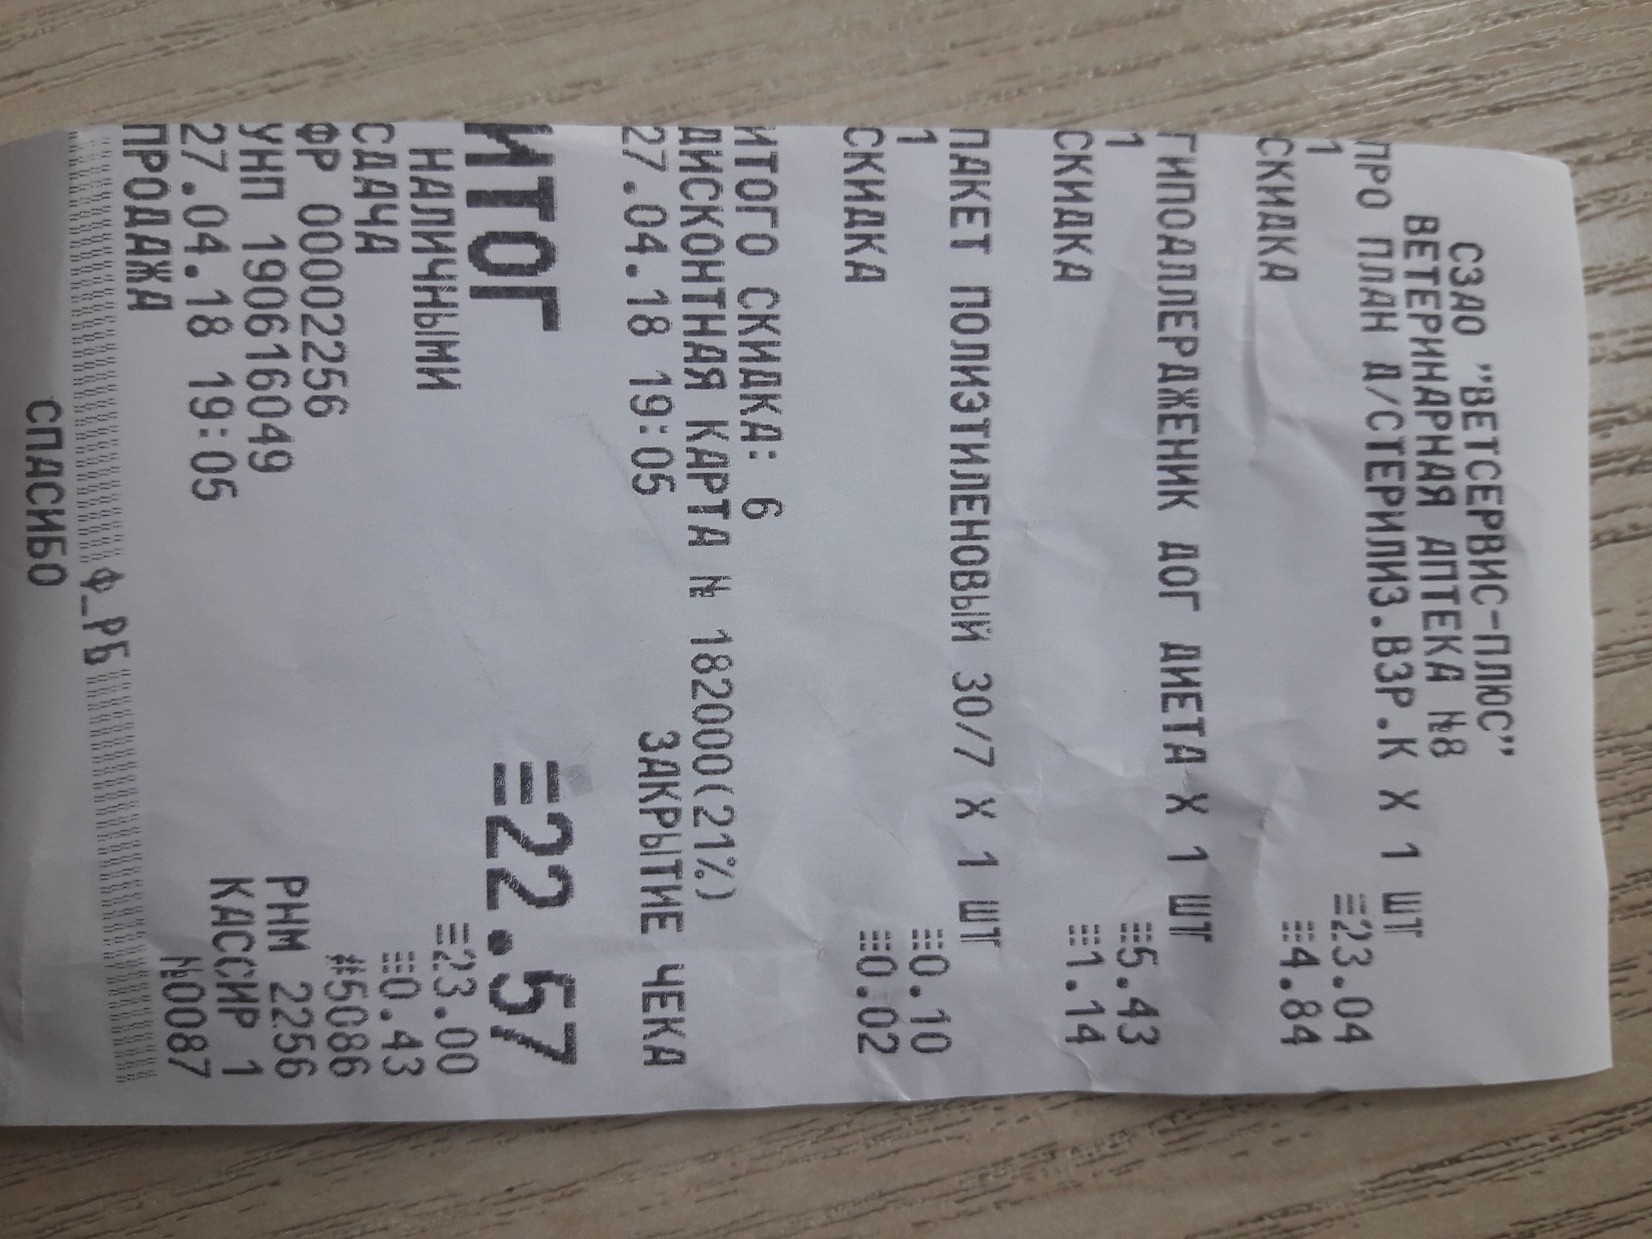 СЗАО "ВЕТСЕРВИС-ПЛЮС"
ВЕТЕРИНАРНАЯ АПТЕКА №8
ПРО ПЛАН Д/СТЕРИЛИЗ.ВЗР.К X 1 ШТ
1 ≡23.04
СКИДКА ≡4.84
ГИПОАЛЛЕРДЖЕНИК ДОГ ДИЕТА X 1 ШТ
1 ≡5.43
СКИДКА ≡1.14
ПАКЕТ ПОЛИЭТИЛЕНОВЫЙ 30/7 X 1 ШТ
1 ≡0.10
СКИДКА ≡0.02
ИТОГО СКИДКА: 6
ДИСКОНТНАЯ КАРТА № 182000(21%)
27.04.18 19:05 ЗАКРЫТИЕ ЧЕКА
ИТОГ ≡22.57
НАЛИЧНЫМИ ≡23.00
СДАЧА ≡0.43
ФР 00002256 #5086
УНП 190616049 РНМ 2256
27.04.18 19:05 КАССИР 1
ПРОДАЖА №0087
Ф_РБ
СПАСИБО